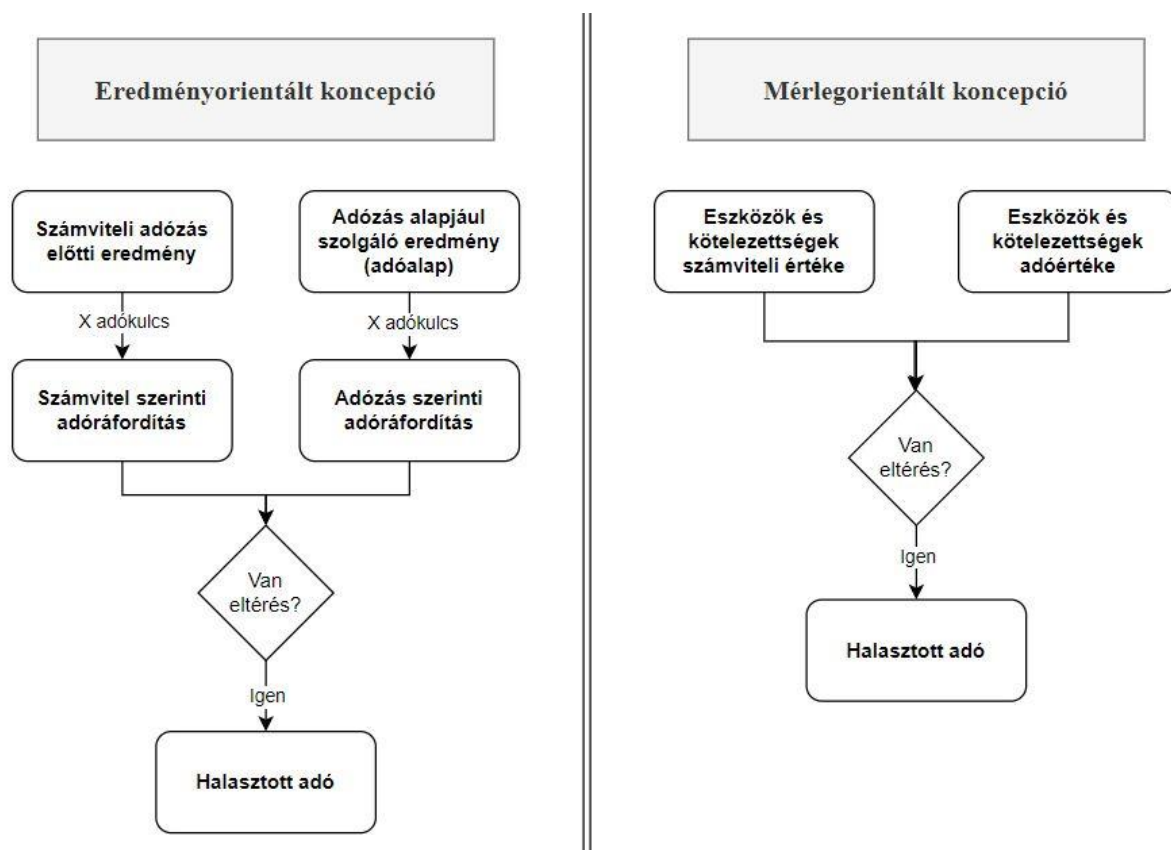 Eredményorientált koncepció
Számviteli adózás
előtti eredmény
Adózás alapjául
szolgáló eredmény
(adóalap)
X adókulcs
X adókulcs
Számvitel szerinti
adóráfordítás
Adózás szerinti
adóráfordítás
Van
eltérés?
Igen
Halasztott adó
Mérlegorientált koncepció
Eszközök és
kötelezettségek
számviteli értéke
Eszközök és
kötelezettségek
adóértéke
Van
eltérés?
Igen
Halasztott adó